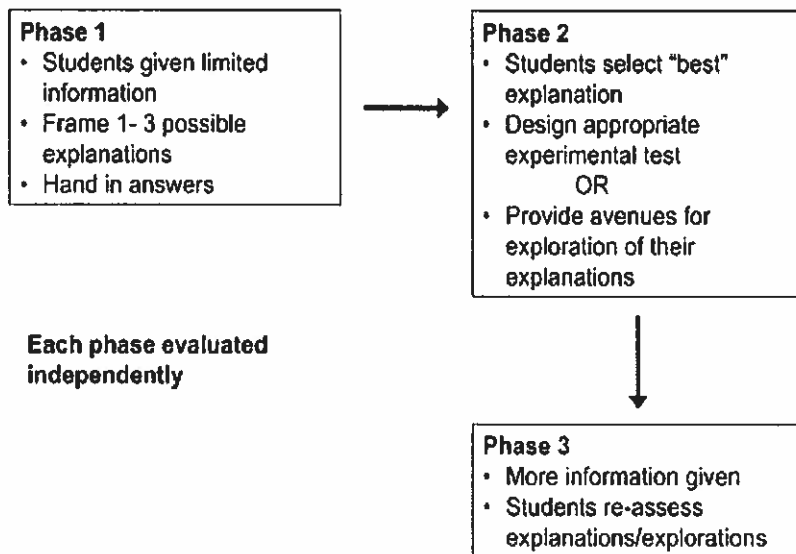 Phase 1
• Students given limited
information
• Frame 1- 3 possible
explanations
• Hand in answers
Phase 2
• Students select "best"
explanation
• Design appropriate
experimental test
OR
• Provide avenues for
exploration of their
explanations
Each phase evaluated
independently
Phase 3
• More information given
• Students re-assess
explanations/explorations